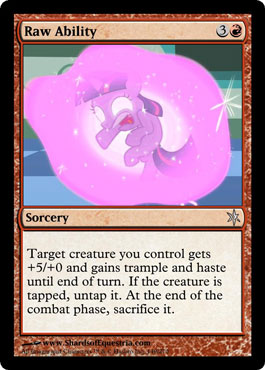 Raw Ability 3
Sorcery
Target creature you control gets
+5/+0 and gains trample and haste
until end of turn. If the creature is
tapped, untap it. At the end of the
combat phase, sacrifice it.
www.ShardsofEquestria.com